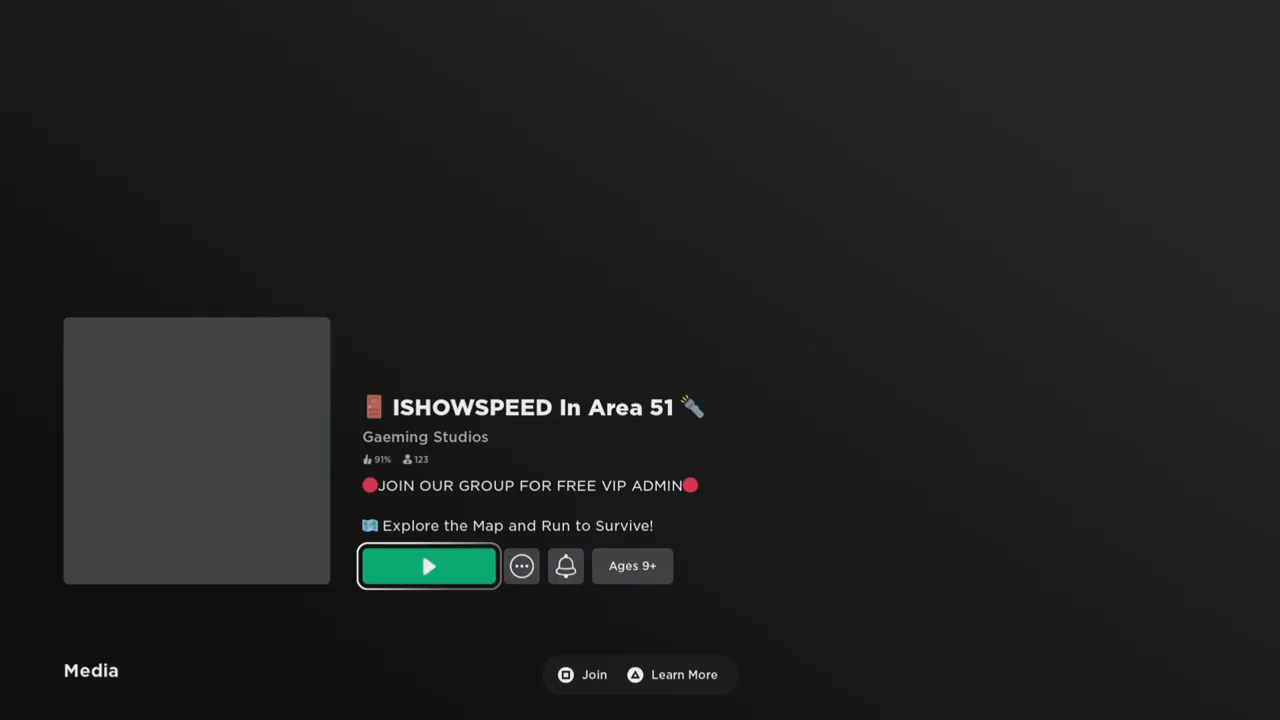 🚪 ISHOWSPEED In Area 51 🔦
Gaeming Studios
91% 123
🔴JOIN OUR GROUP FOR FREE VIP ADMIN🔴
🗺️ Explore the Map and Run to Survive!
Ages 9+
Media
Join Learn More